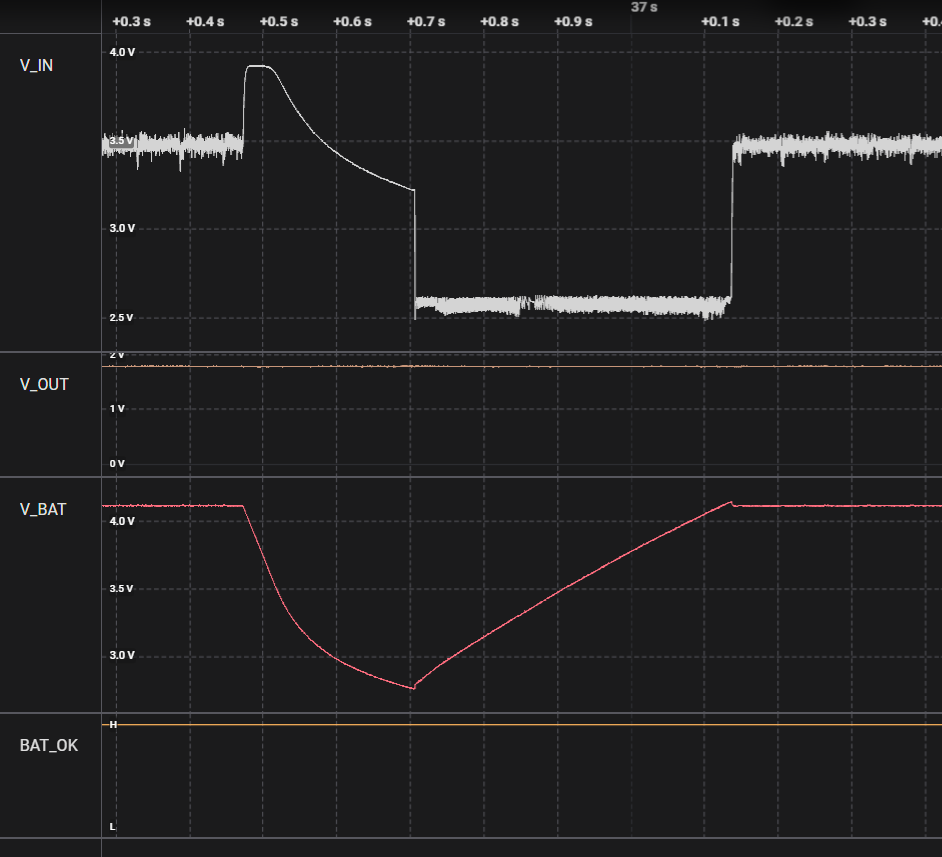 37 s
+0.3 s +0.4 s +0.5 s +0.6 s +0.7 s +0.8 s +0.9 s +0.1 s +0.2 s +0.3 s +0.
4.0 V
V_IN
3.5 V
3.0 V
2.5 V
2 V
V_OUT
1 V
0 V
V_BAT
4.0 V
3.5 V
3.0 V
H
BAT_OK
L